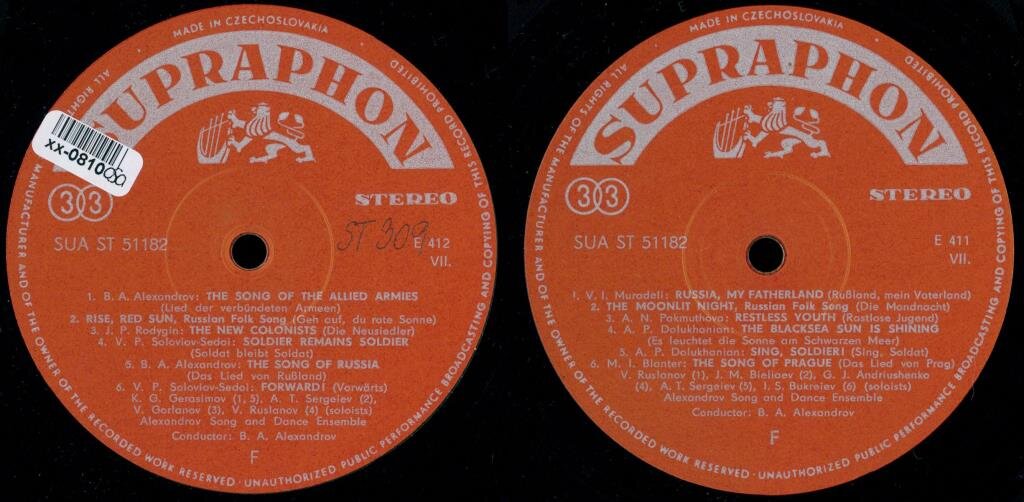 MADE IN CZECHOSLOVAKIA
SUPRAPHON
ALL RIGH
MANUFACTURER AND OF THE OWNER OF THE RECORDED WORK RESERVED · UNAUTHORIZED PUBLIC PERFORMANCE BROADCASTING AND COPYING OF THIS RECORD PROHIBITED
xx-0810
33
STEREO
ST 309
SUA ST 51182
E 412
VII.
1. B. A. Alexandrov: THE SONG OF THE ALLIED ARMIES
(Lied der verbündeten Armeen)
2. RISE, RED SUN, Russian Folk Song (Geh auf, du rote Sonne)
3. J. P. Rodygin: THE NEW COLONISTS (Die Neusiedler)
4. V. P. Soloviov-Sedoi: SOLDIER REMAINS SOLDIER
(Soldat bleibt Soldat)
5. B. A. Alexandrov: THE SONG OF RUSSIA
(Das Lied von Rußland)
6. V. P. Soloviov-Sedoi: FORWARD! (Vorwärts)
K. G. Gerasimov (1, 5), A. T. Sergeiev (2),
V. Gorlanov (3), V. Ruslanov (4) (soloists)
Alexandrov Song and Dance Ensemble
Conductor: B. A. Alexandrov
F
MADE IN CZECHOSLOVAKIA
SUPRAPHON
ALL RIGHTS OF THE MANUFACTURER AND OF THE OWNER OF THE RECORDED WORK RESERVED · UNAUTHORIZED PUBLIC PERFORMANCE BROADCASTING AND COPYING OF THIS RECORD PROHIBITED
33
STEREO
SUA ST 51182
E 411
VII.
1. V. I. Muradeli: RUSSIA, MY FATHERLAND (Rußland, mein Vaterland)
2. THE MOONLIT NIGHT, Russian Folk Song (Die Mondnacht)
3. A. N. Pakmuthova: RESTLESS YOUTH (Rastlose Jugend)
4. A. P. Dolukhanian: THE BLACKSEA SUN IS SHINING
(Es leuchtet die Sonne am Schwarzen Meer)
5. A. P. Dolukhanian: SING, SOLDIER! (Sing, Soldat)
6. M. I. Blanter: THE SONG OF PRAGUE (Das Lied von Prag)
V. Ruslonov (1), J. M. Bieliaev (2), G. J. Andriushenko
(4), A. T. Sergeiev (5), I. S. Bukreiev (6) (soloists)
Alexandrov Song and Dance Ensemble
Conductor: B. A. Alexandrov
F